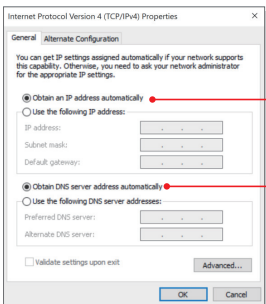 Internet Protocol Version 4 (TCP/IPv4) Properties
General Alternate Configuration
You can get IP settings assigned automatically if your network supports
this capability. Otherwise, you need to ask your network administrator
for the appropriate IP settings.
Obtain an IP address automatically
Use the following IP address:
IP address:
Subnet mask:
Default gateway:
Obtain DNS server address automatically
Use the following DNS server addresses:
Preferred DNS server:
Alternate DNS server:
Validate settings upon exit
Advanced...
OK Cancel